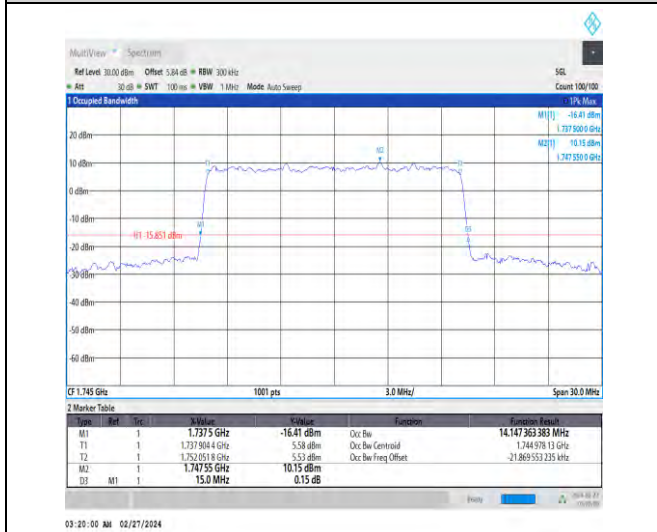 MultiView Spectrum
Ref Level 30.00 dBm Offset 5.84 dB RBW 300 kHz SGL
Att 30 dB SWT 100 ms VBW 1 MHz Mode Auto Sweep Count 100/100
1 Occupied Bandwidth 1Pk Max
M1[1] -16.41 dBm
1.737 500 0 GHz
M2[1] 10.15 dBm
1.747 550 0 GHz
20 dBm
M2
10 dBm
T1 T2
0 dBm
-10 dBm
M1 D3
H1 -15.851 dBm
-20 dBm
-30 dBm
-40 dBm
-50 dBm
-60 dBm
CF 1.745 GHz 1001 pts 3.0 MHz/ Span 30.0 MHz
2 Marker Table
Type Ref Trc X-Value Y-Value Function Function Result
M1 1 1.7375 GHz -16.41 dBm Occ Bw 14.147 363 383 MHz
T1 1 1.737 904 4 GHz 5.58 dBm Occ Bw Centroid 1.744 978 13 GHz
T2 1 1.752 051 8 GHz 5.53 dBm Occ Bw Freq Offset -21.869 553 235 kHz
M2 1 1.747 55 GHz 10.15 dBm
D3 M1 1 15.0 MHz 0.15 dB
Ready
03:20:00 AM 02/27/2024